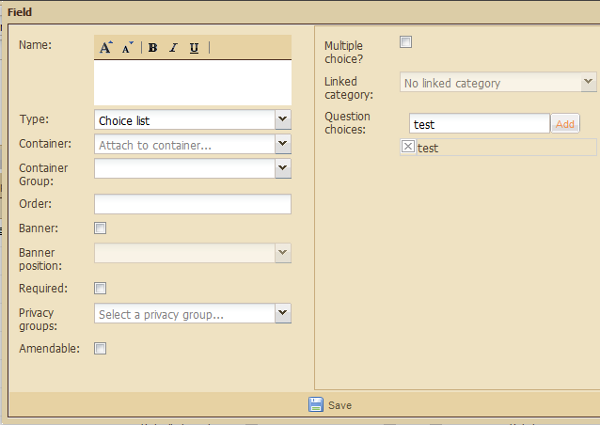 Field
Name:
A A B I U
Type:
Choice list
Container:
Attach to container...
Container
Group:
Order:
Banner:
Banner
position:
Required:
Privacy
groups:
Select a privacy group...
Amendable:
Multiple
choice?
Linked
category:
No linked category
Question
choices:
test
Add
test
Save